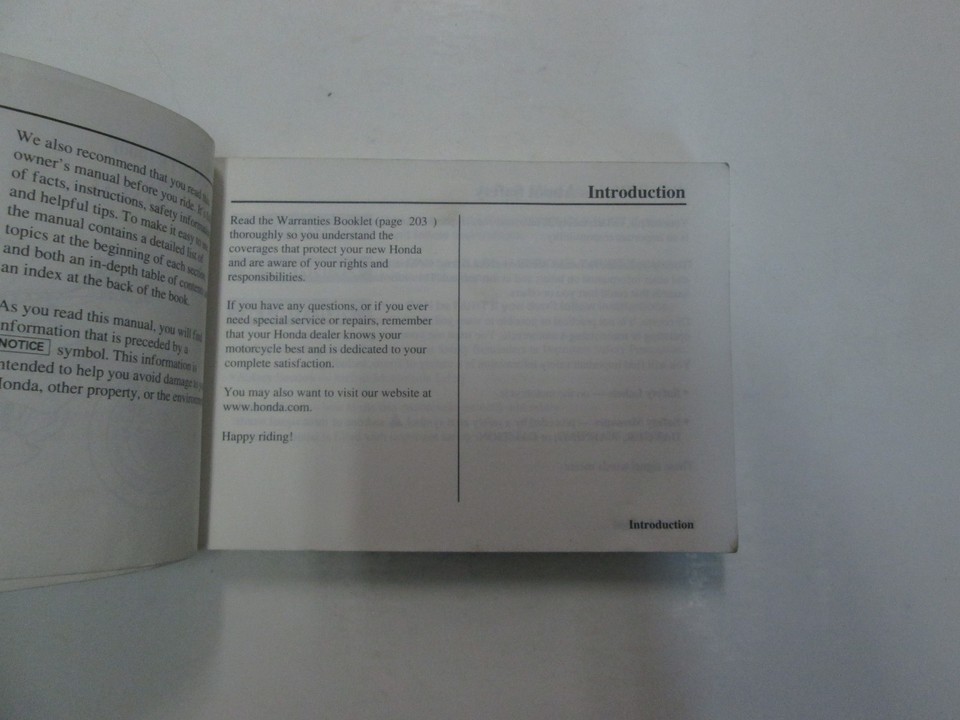 We also recommend that you read this
owner's manual before you ride. It's
of facts, instructions, safety information
and helpful tips. To make it easy to
the manual contains a detailed list of
topics at the beginning of each section
and both an in-depth table of contents
an index at the back of the book.
As you read this manual, you will find
information that is preceded by a
NOTICE symbol. This information is
intended to help you avoid damage to
Honda, other property, or the environment
Introduction
Read the Warranties Booklet (page 203 )
thoroughly so you understand the
coverages that protect your new Honda
and are aware of your rights and
responsibilities.
If you have any questions, or if you ever
need special service or repairs, remember
that your Honda dealer knows your
motorcycle best and is dedicated to your
complete satisfaction.
You may also want to visit our website at
www.honda.com.
Happy riding!
Introduction